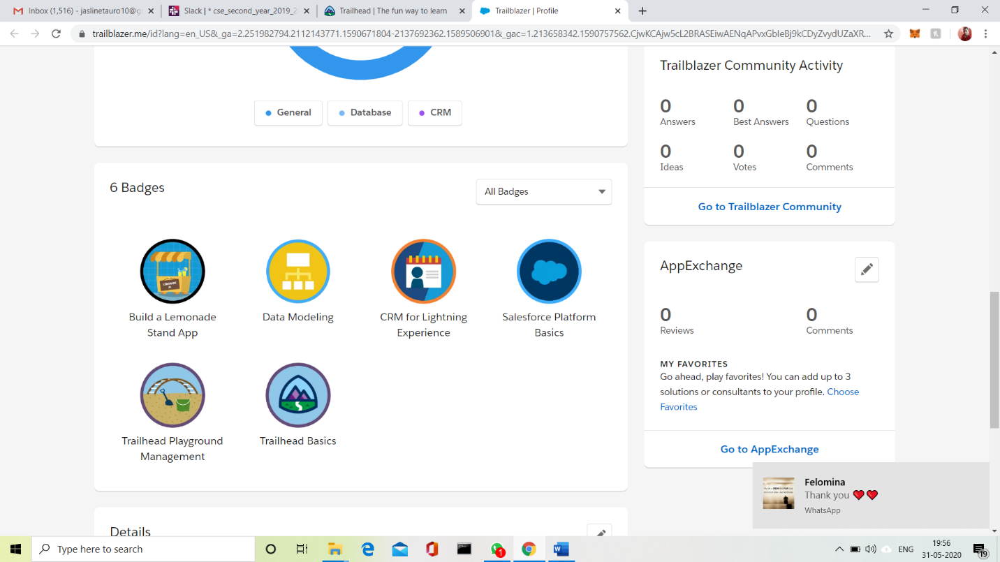 Inbox (1,516) - jaslinetauro10@g
Slack | * cse_second_year_2019_2
Trailhead | The fun way to learn
Trailblazer | Profile
trailblazer.me/id?lang=en_US&_ga=2.251982794.2112143771.1590671804-2137692362.1589506901&_gac=1.213658342.1590757562.CjwKCAjw5cL2BRASEiwAENqAPvxGbleBj9kCDyZvydUZaXR...
General
Database
CRM
6 Badges
All Badges
Build a Lemonade
Stand App
Data Modeling
CRM for Lightning
Experience
Salesforce Platform
Basics
Trailhead Playground
Management
Trailhead Basics
Details
Trailblazer Community Activity
0
Answers
0
Best Answers
0
Questions
0
Ideas
0
Votes
0
Comments
Go to Trailblazer Community
AppExchange
0
Reviews
0
Comments
MY FAVORITES
Go ahead, play favorites! You can add up to 3
solutions or consultants to your profile. Choose
Favorites
Go to AppExchange
Felomina
Thank you ❤❤
WhatsApp
Type here to search
1
ENG
19:56
31-05-2020
19